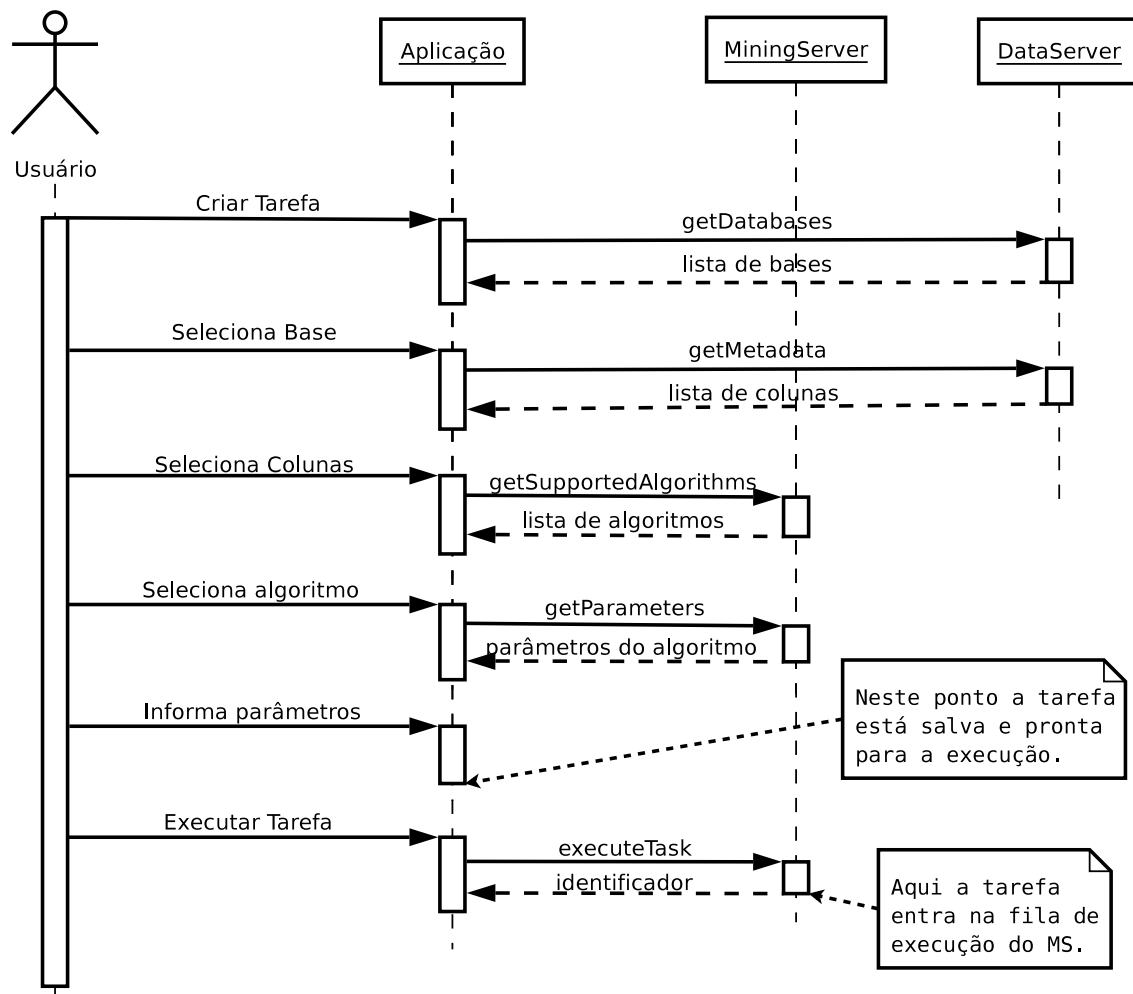 Aplicação
MiningServer
DataServer
Usuário
Criar Tarefa
getDatabases
lista de bases
Seleciona Base
getMetadata
lista de colunas
Seleciona Colunas
getSupportedAlgorithms
lista de algoritmos
Seleciona algoritmo
getParameters
parâmetros do algoritmo
Neste ponto a tarefa
está salva e pronta
para a execução.
Informa parâmetros
Executar Tarefa
executeTask
identificador
Aqui a tarefa
entra na fila de
execução do MS.